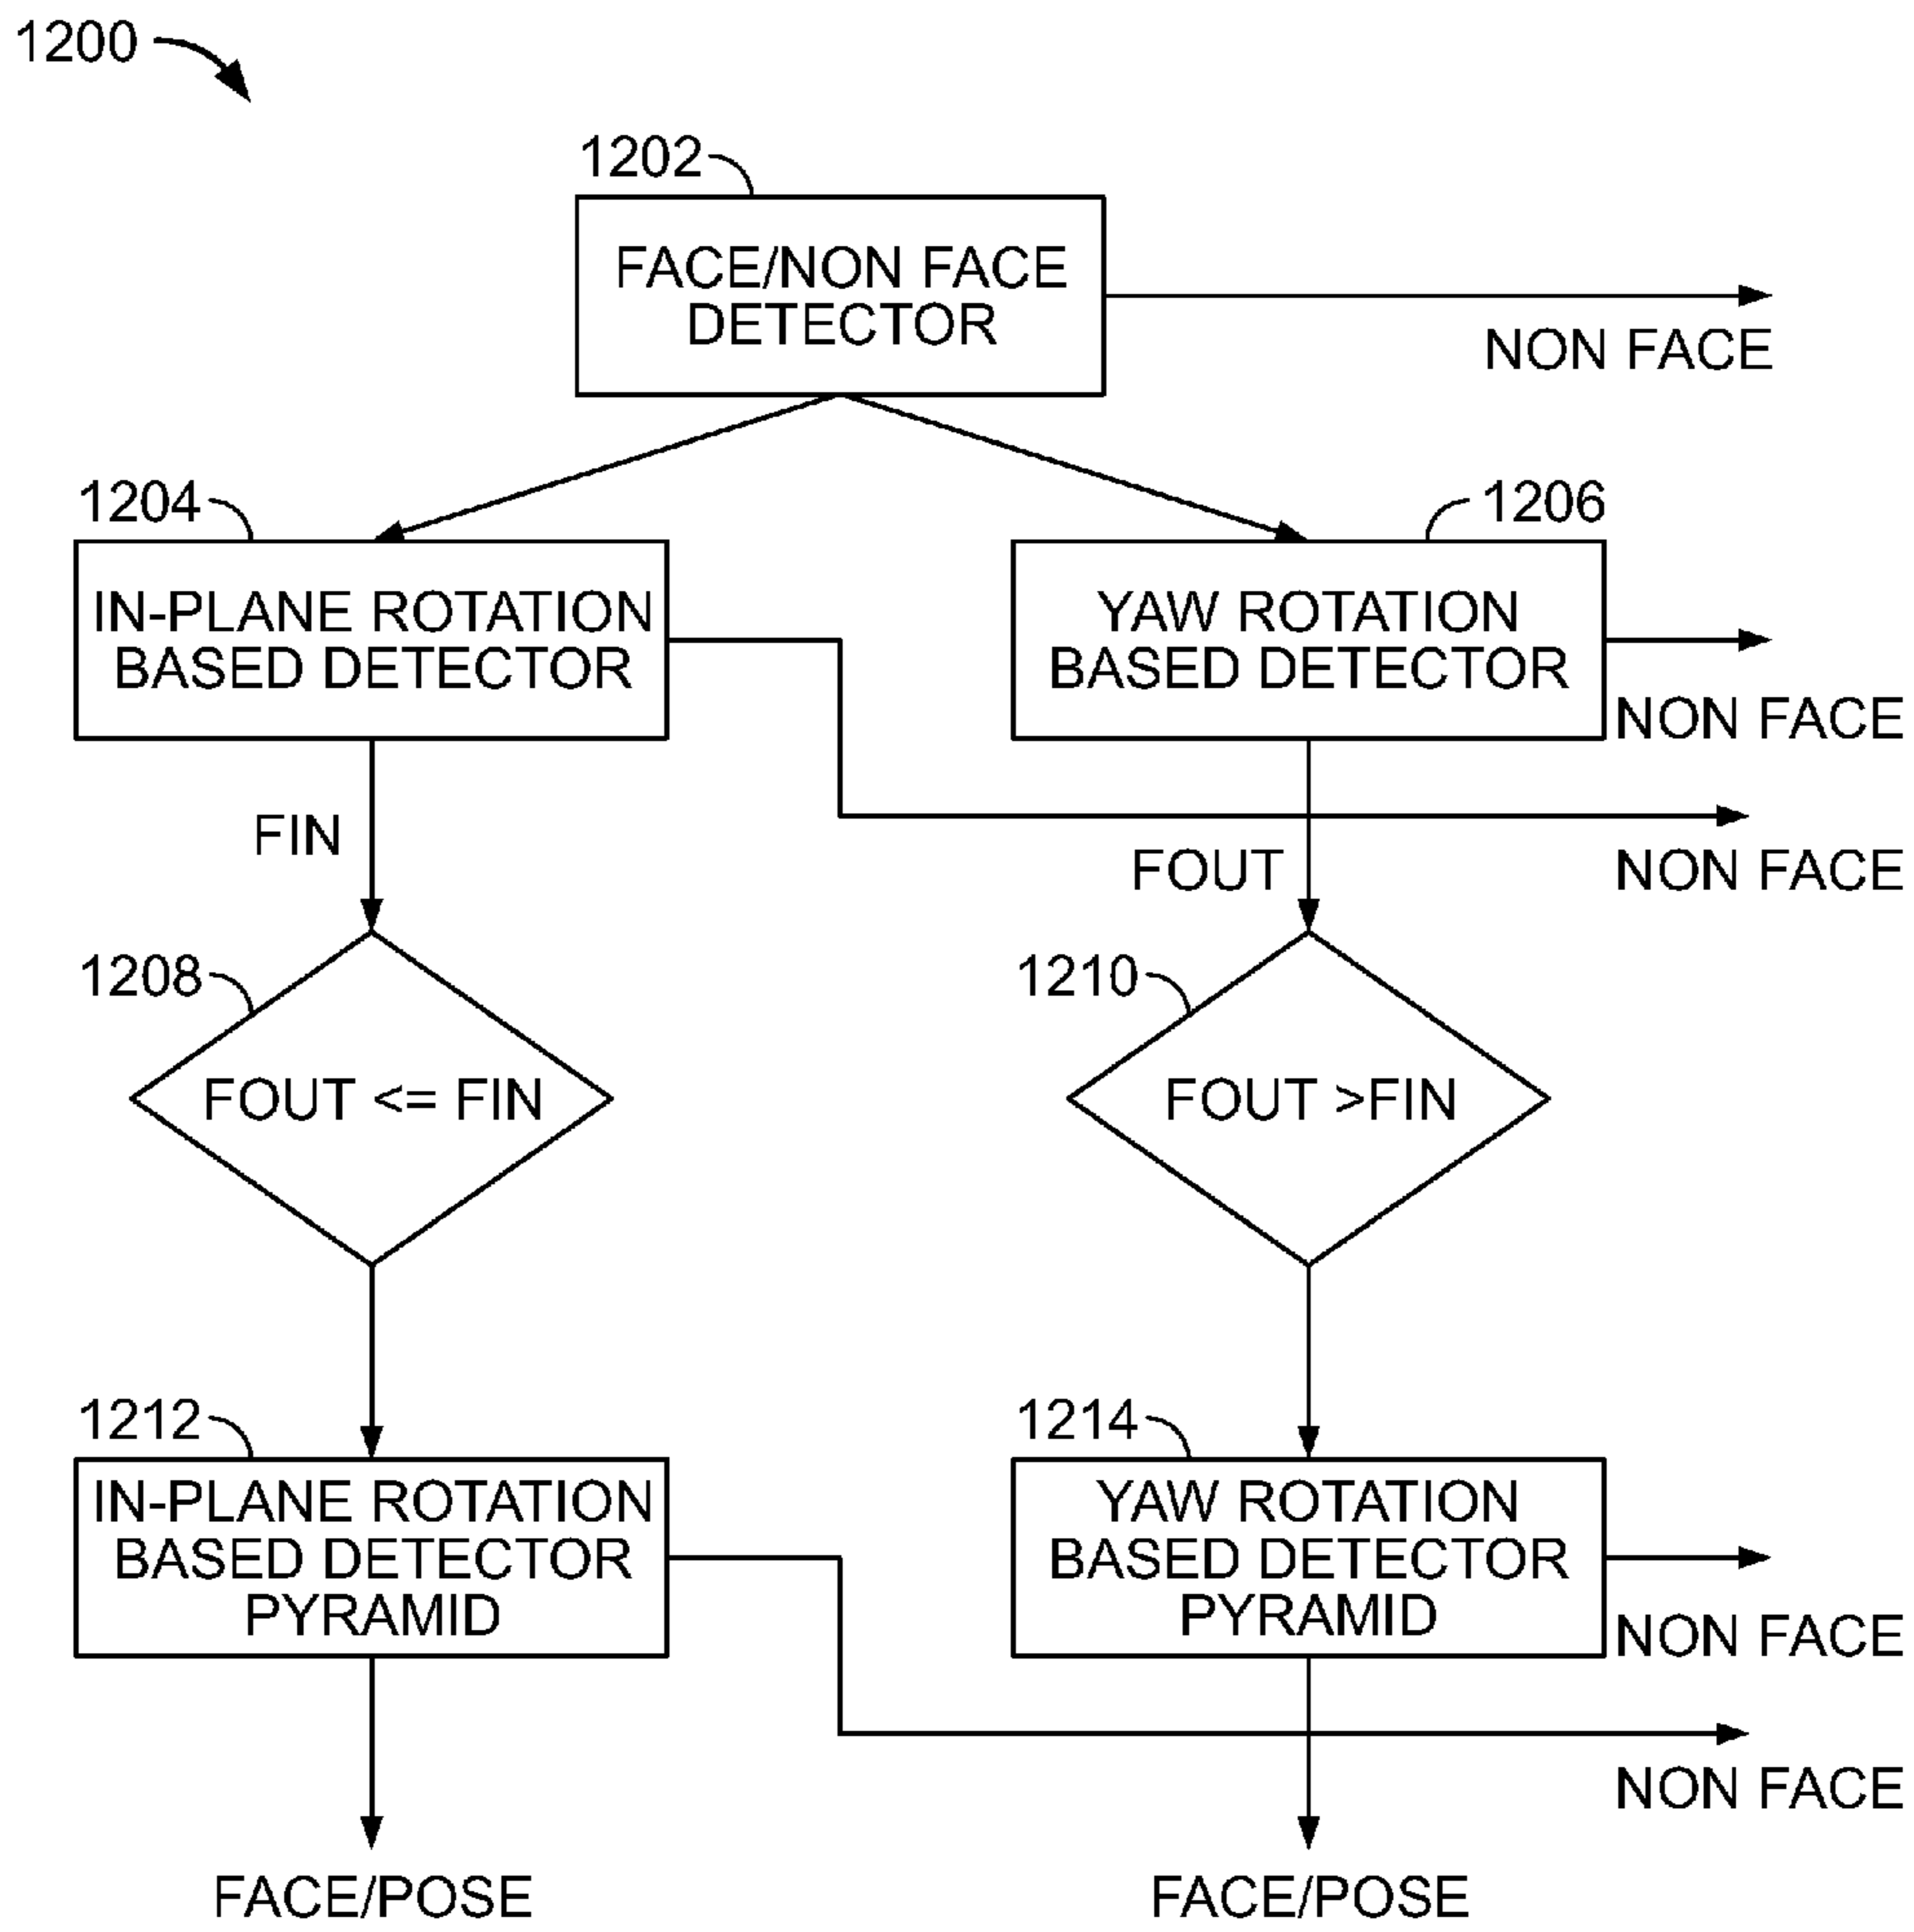 1200
1202
FACE/NON FACE
DETECTOR
NON FACE
1204
IN-PLANE ROTATION
BASED DETECTOR
1206
YAW ROTATION
BASED DETECTOR
NON FACE
NON FACE
FIN
FOUT
1208
FOUT <= FIN
1210
FOUT >FIN
1212
IN-PLANE ROTATION
BASED DETECTOR
PYRAMID
1214
YAW ROTATION
BASED DETECTOR
PYRAMID
NON FACE
NON FACE
FACE/POSE
FACE/POSE